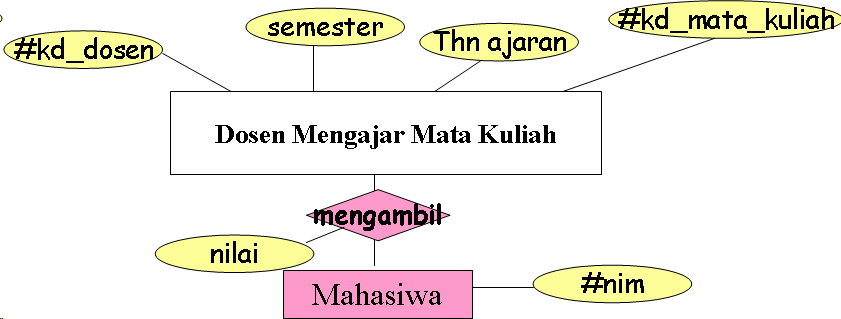 #kd_dosen
semester
Thn ajaran
#kd_mata_kuliah
Dosen Mengajar Mata Kuliah
mengambil
nilai
Mahasiwa
#nim